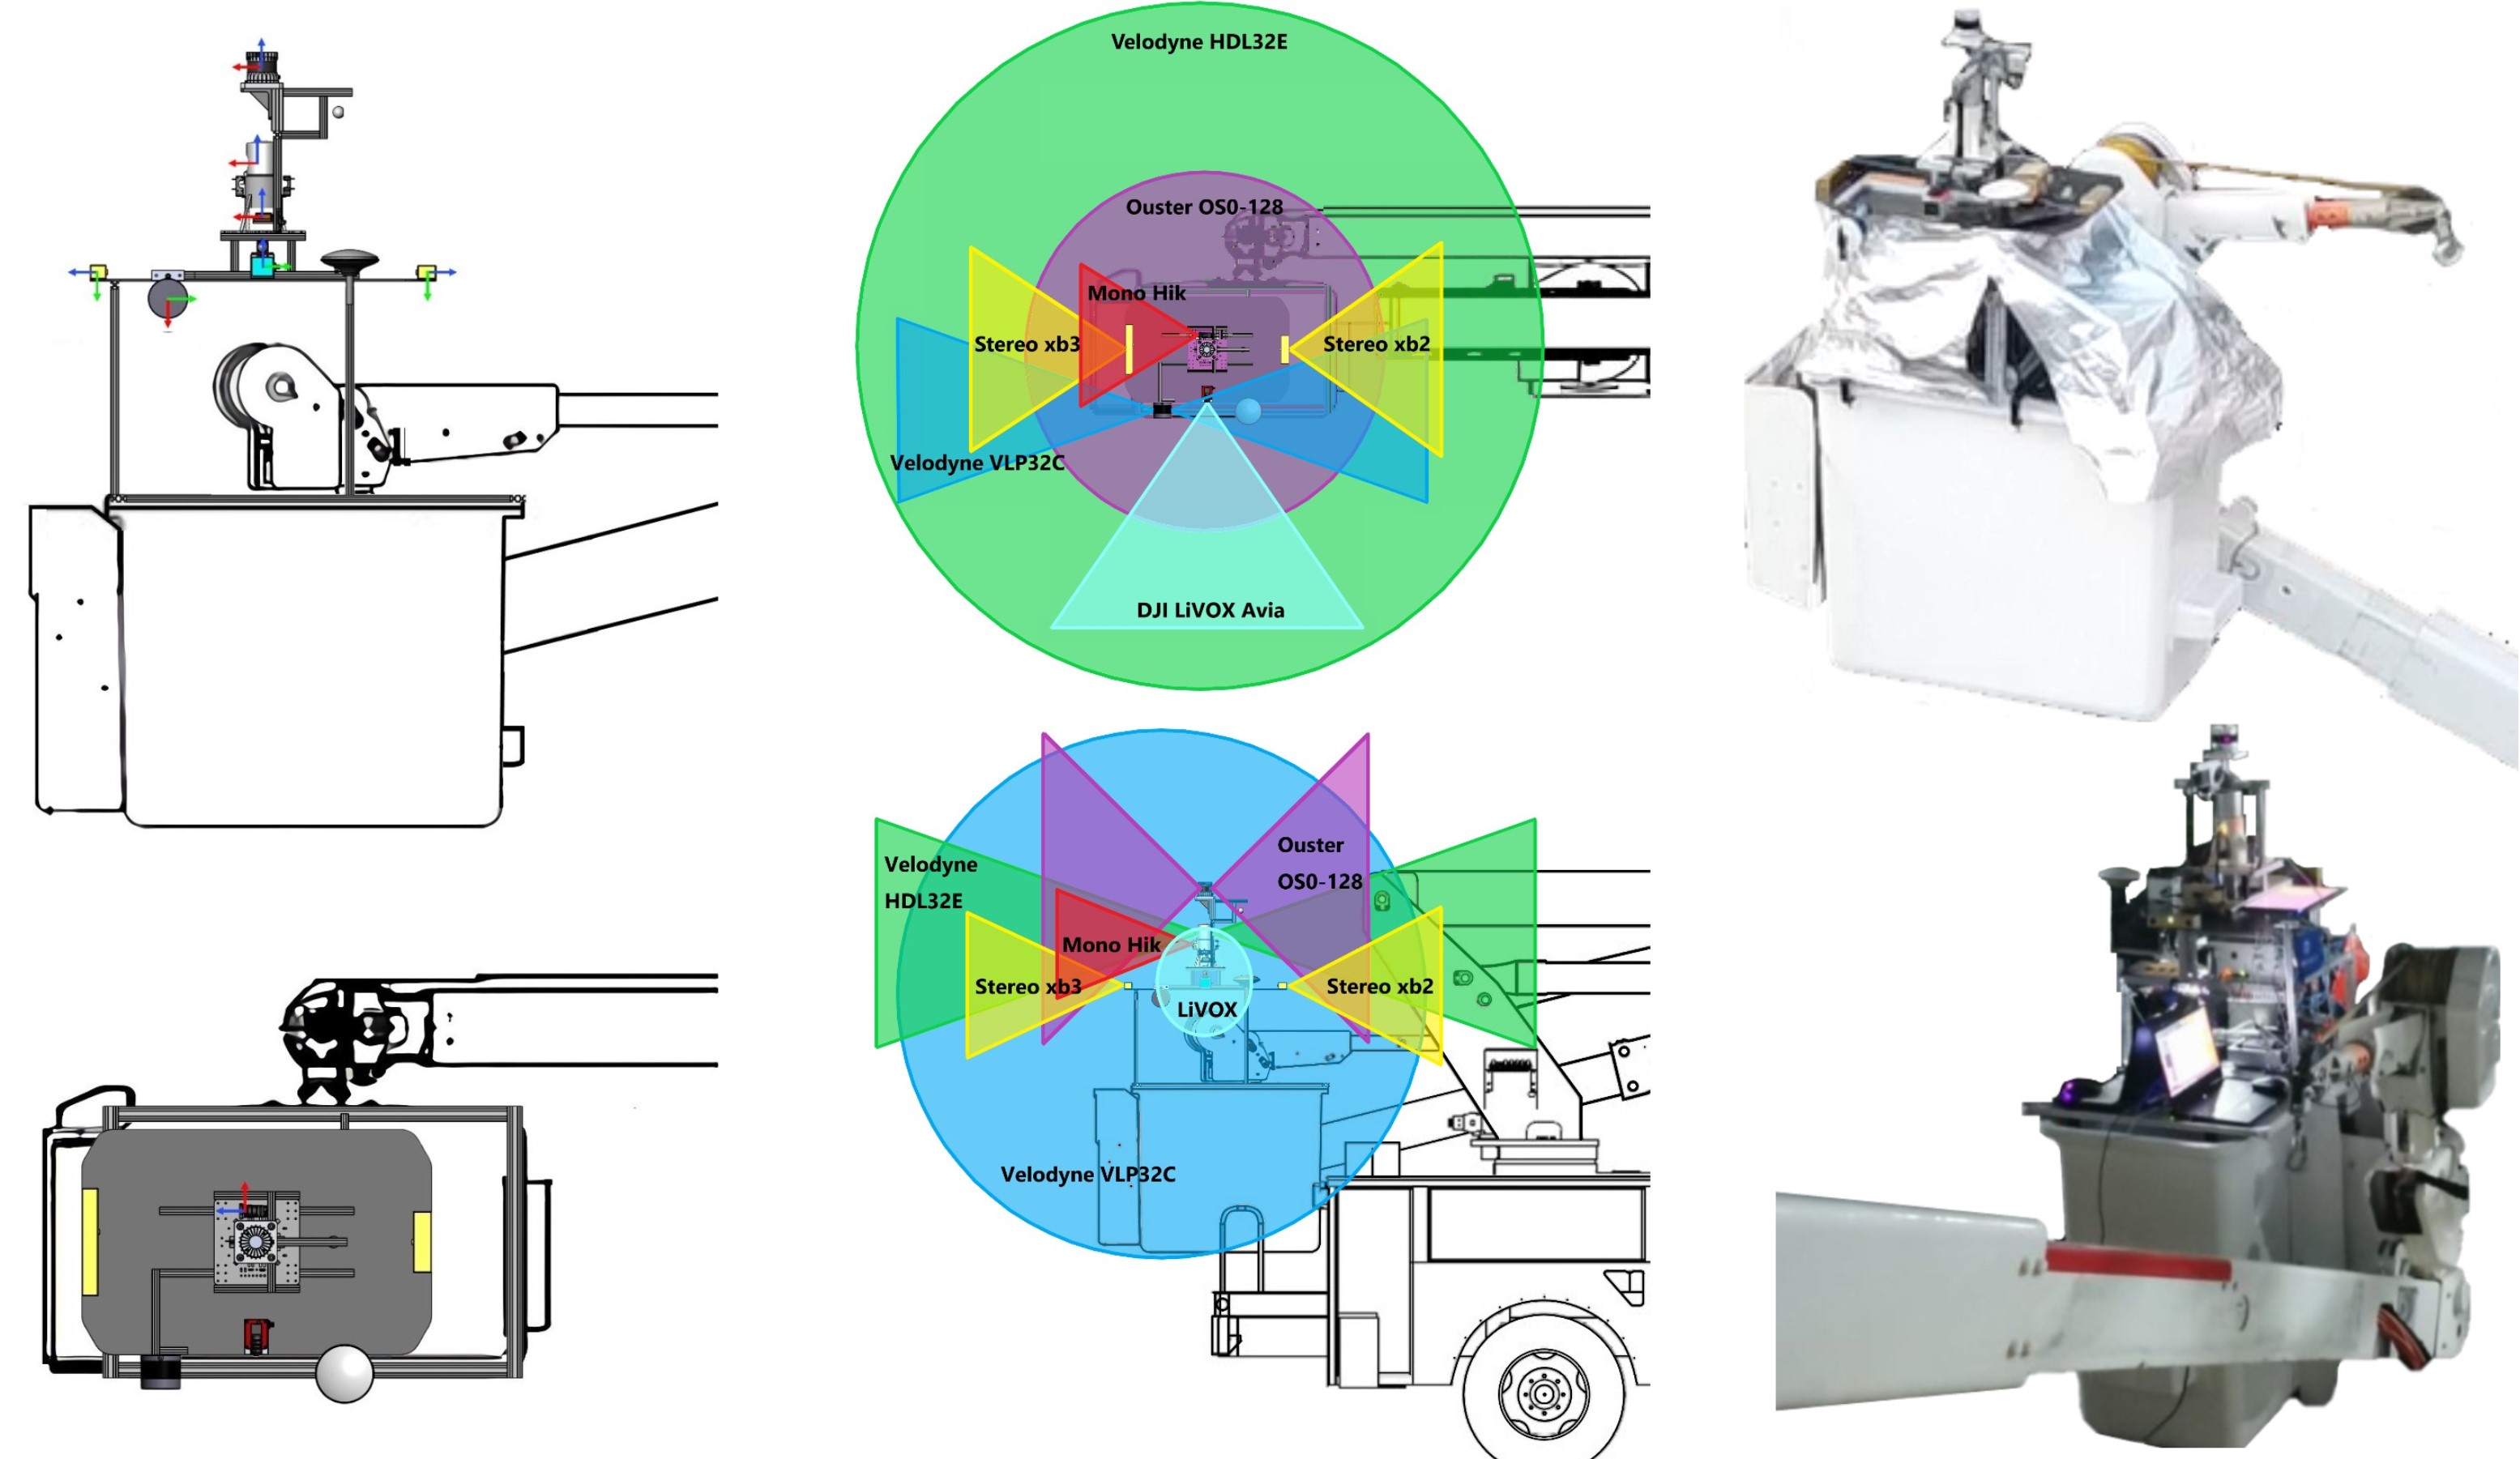 Velodyne HDL32E
Ouster OS0-128
Mono Hik
Stereo xb3
Stereo xb2
Velodyne VLP32C
DJI LiVOX Avia
Velodyne
HDL32E
Ouster
OS0-128
Mono Hik
Stereo xb3
Stereo xb2
LiVOX
Velodyne VLP32C